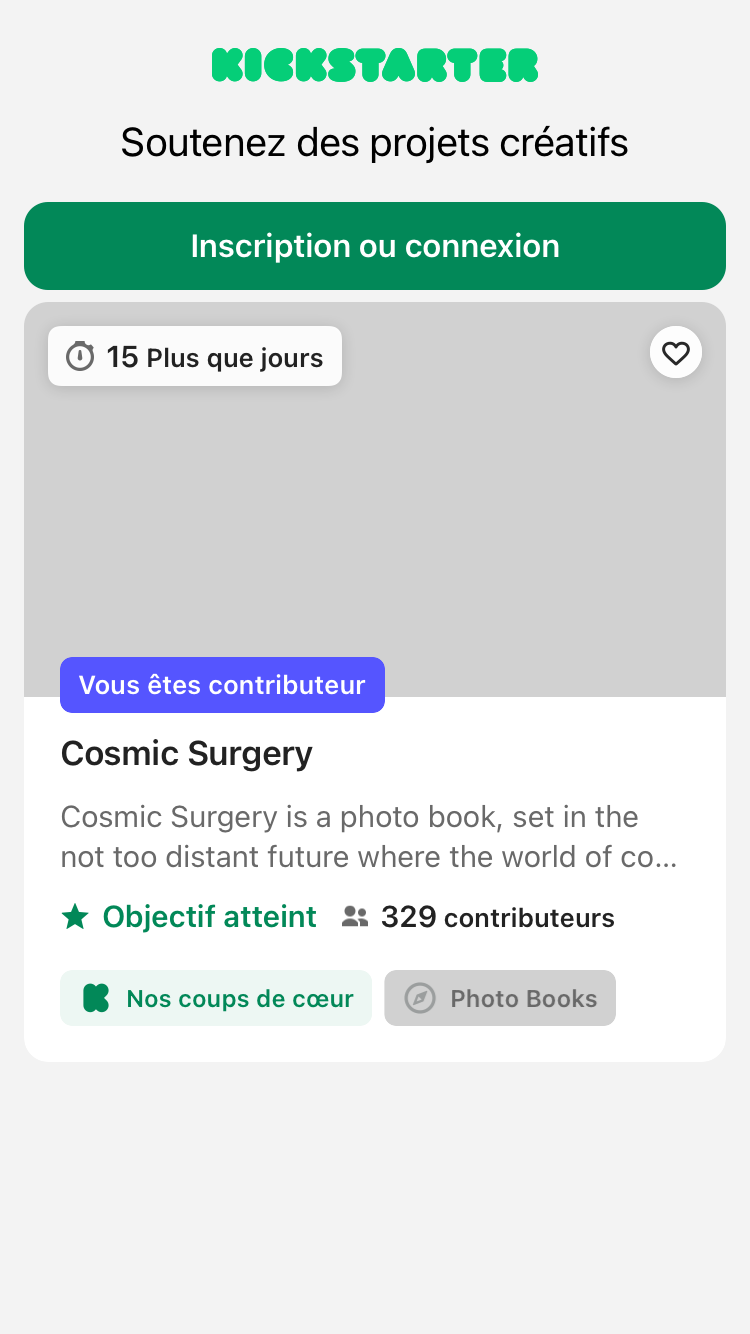 KICKSTARTER
Soutenez des projets créatifs
Inscription ou connexion
15 Plus que jours
Vous êtes contributeur
Cosmic Surgery
Cosmic Surgery is a photo book, set in the
not too distant future where the world of co...
Objectif atteint 329 contributeurs
Nos coups de cœur Photo Books